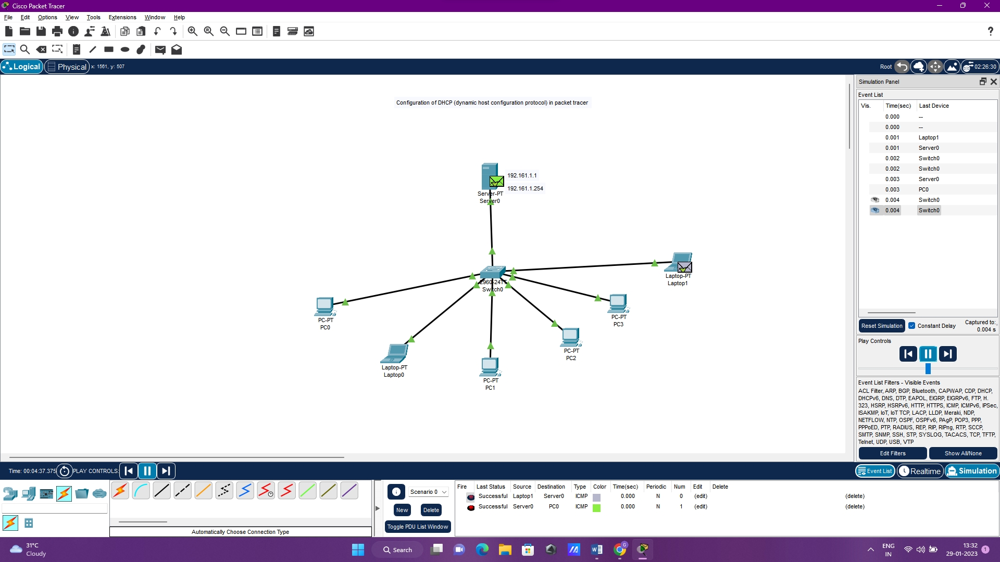 Cisco Packet Tracer
File Edit Options View Tools Extensions Window Help
Logical Physical x: 1561, y: 507 Root 02:26:30
Configuration of DHCP (dynamic host configuration protocol) in packet tracer
192.161.1.1
192.161.1.254
Server-PT
Server0
2960-24TT
Switch0
Laptop-PT
Laptop1
PC-PT
PC0
PC-PT
PC3
PC-PT
PC2
Laptop-PT
Laptop0
PC-PT
PC1
Simulation Panel
Event List
Vis. Time(sec) Last Device
0.000 --
0.000 --
0.001 Laptop1
0.001 Server0
0.002 Switch0
0.002 Switch0
0.003 Server0
0.003 PC0
0.004 Switch0
0.004 Switch0
Reset Simulation Constant Delay Captured to:
0.004 s
Play Controls
Event List Filters - Visible Events
ACL Filter, ARP, BGP, Bluetooth, CAPWAP, CDP, DHCP,
DHCPv6, DNS, DTP, EAPOL, EIGRP, EIGRPv6, FTP, H.
323, HSRP, HSRPv6, HTTP, HTTPS, ICMP, ICMPv6, IPSec,
ISAKMP, IoT, IoT TCP, LACP, LLDP, Meraki, NDP,
NETFLOW, NTP, OSPF, OSPFv6, PAgP, POP3, PPP,
PPPoED, PTP, RADIUS, REP, RIP, RIPng, RTP, SCCP,
SMTP, SNMP, SSH, STP, SYSLOG, TACACS, TCP, TFTP,
Telnet, UDP, USB, VTP
Edit Filters Show All/None
Time: 00:04:37.375 PLAY CONTROLS: Event List Realtime Simulation
Automatically Choose Connection Type
Scenario 0
New Delete
Toggle PDU List Window
Fire Last Status Source Destination Type Color Time(sec) Periodic Num Edit Delete
Successful Laptop1 Server0 ICMP 0.000 N 0 (edit) (delete)
Successful Server0 PC0 ICMP 0.000 N 1 (edit) (delete)
31°C
Cloudy
Search
ENG
IN
13:32
29-01-2023
1